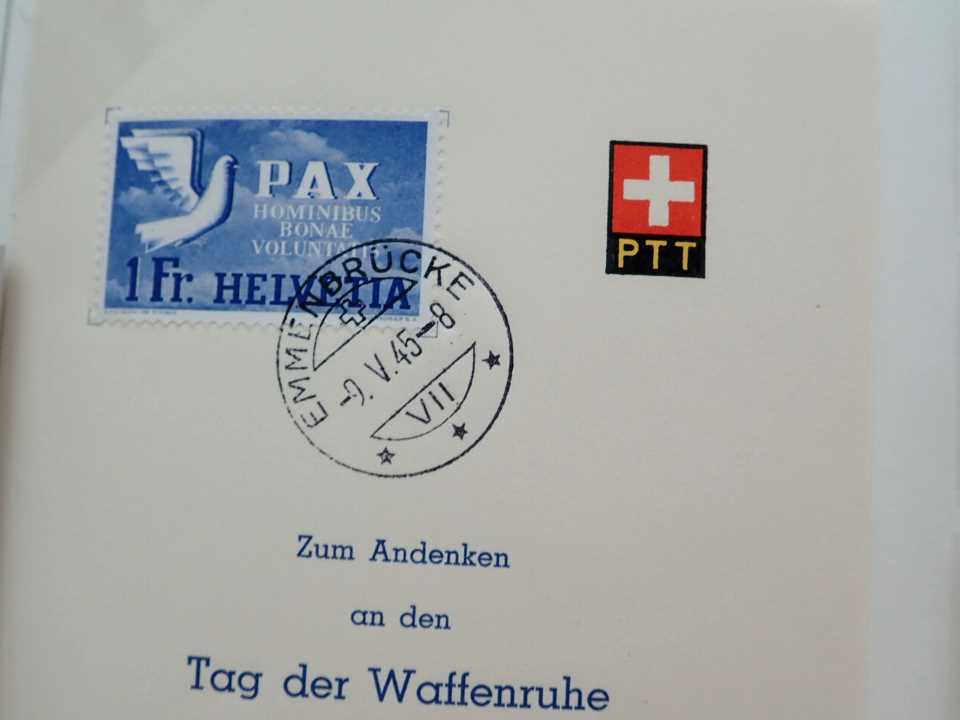 PAX
HOMINIBUS
BONAE
VOLUNTATIS
1 Fr. HELVETIA
PTT
EMMENBRÜCKE
9. V. 45–8
VII
Zum Andenken
an den
Tag der Waffenruhe